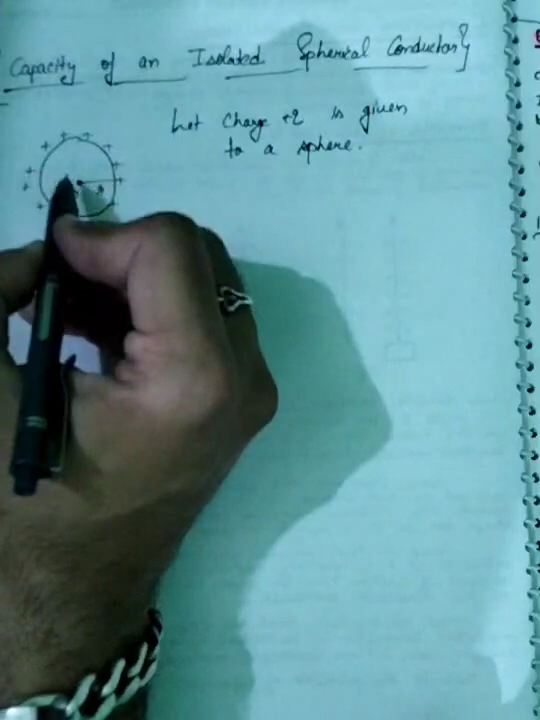 Capacity of an Isolated Spherical Conductor
Let Charge +q is given
to a sphere.